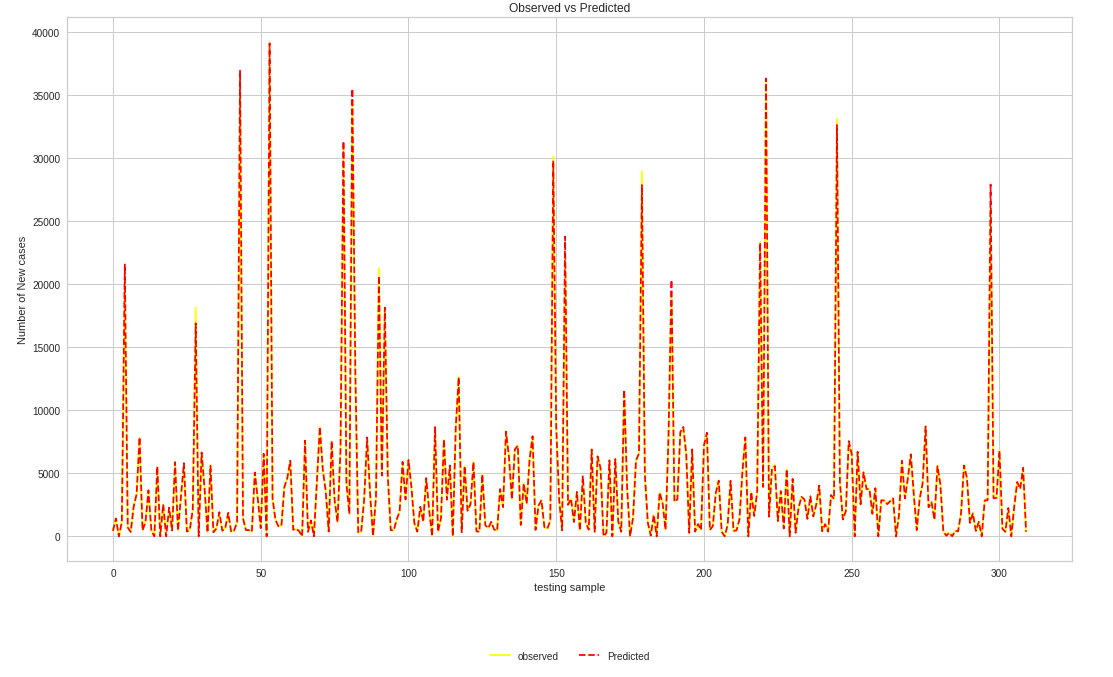 Observed vs Predicted
40000
35000
30000
25000
20000
15000
10000
5000
0
Number of New cases
0 50 100 150 200 250 300
testing sample
observed Predicted